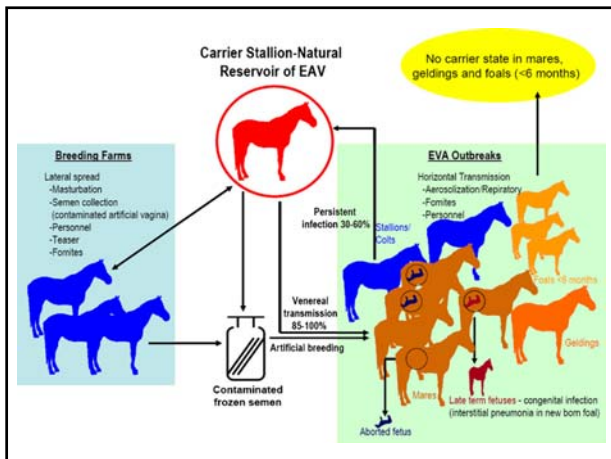 Carrier Stallion-Natural
Reservoir of EAV
No carrier state in mares,
geldings and foals (<6 months)
Breeding Farms
Lateral spread
-Masturbation
-Semen collection
(contaminated artificial vagina)
-Personnel
-Teaser
-Fomites
EVA Outbreaks
Horizontal Transmission
-Aerosolization/Repiratory
-Fomites
-Personnel
Persistent
infection 30-60%
Stallions/
Colts
Foals <6 months
Venereal
transmission
85-100%
Artificial breeding
Geldings
Contaminated
frozen semen
Mares
Late term fetuses - congenital infection
(interstitial pneumonia in new born foal)
Aborted fetus